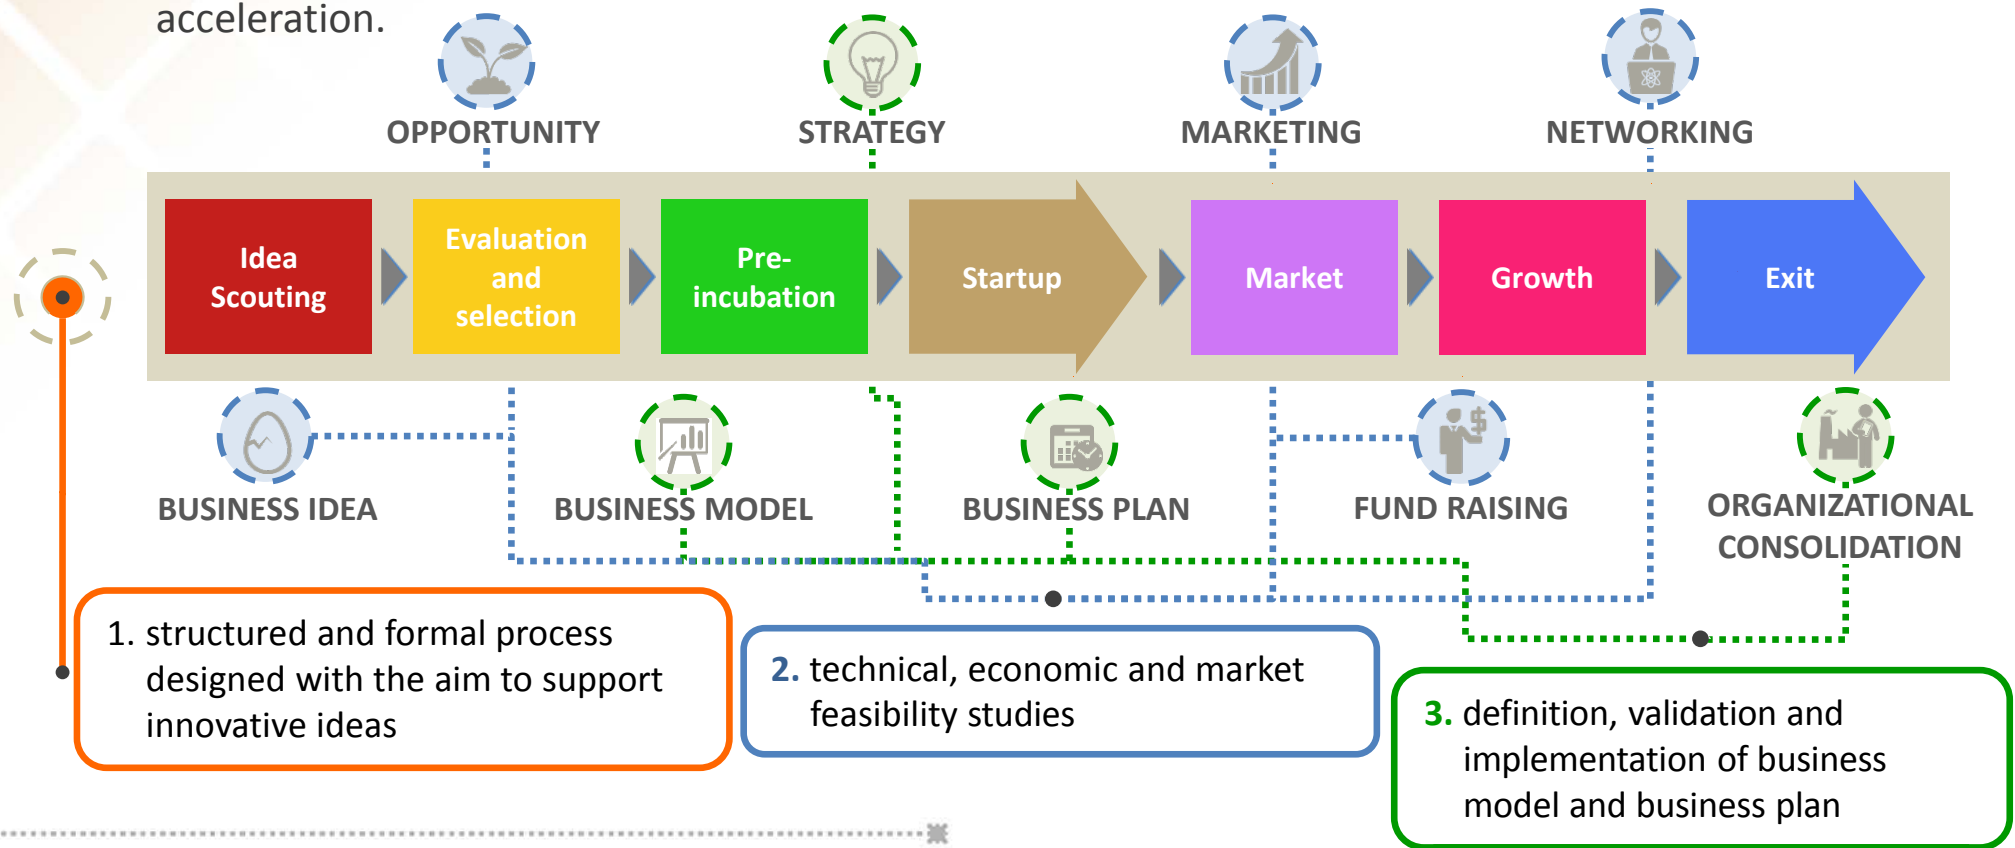 acceleration.
OPPORTUNITY
STRATEGY
MARKETING
NETWORKING
Idea
Scouting
Evaluation
and
selection
Pre-
incubation
Startup
Market
Growth
Exit
BUSINESS IDEA
BUSINESS MODEL
BUSINESS PLAN
FUND RAISING
ORGANIZATIONAL
CONSOLIDATION
1. structured and formal process
designed with the aim to support
innovative ideas
2. technical, economic and market
feasibility studies
3. definition, validation and
implementation of business
model and business plan